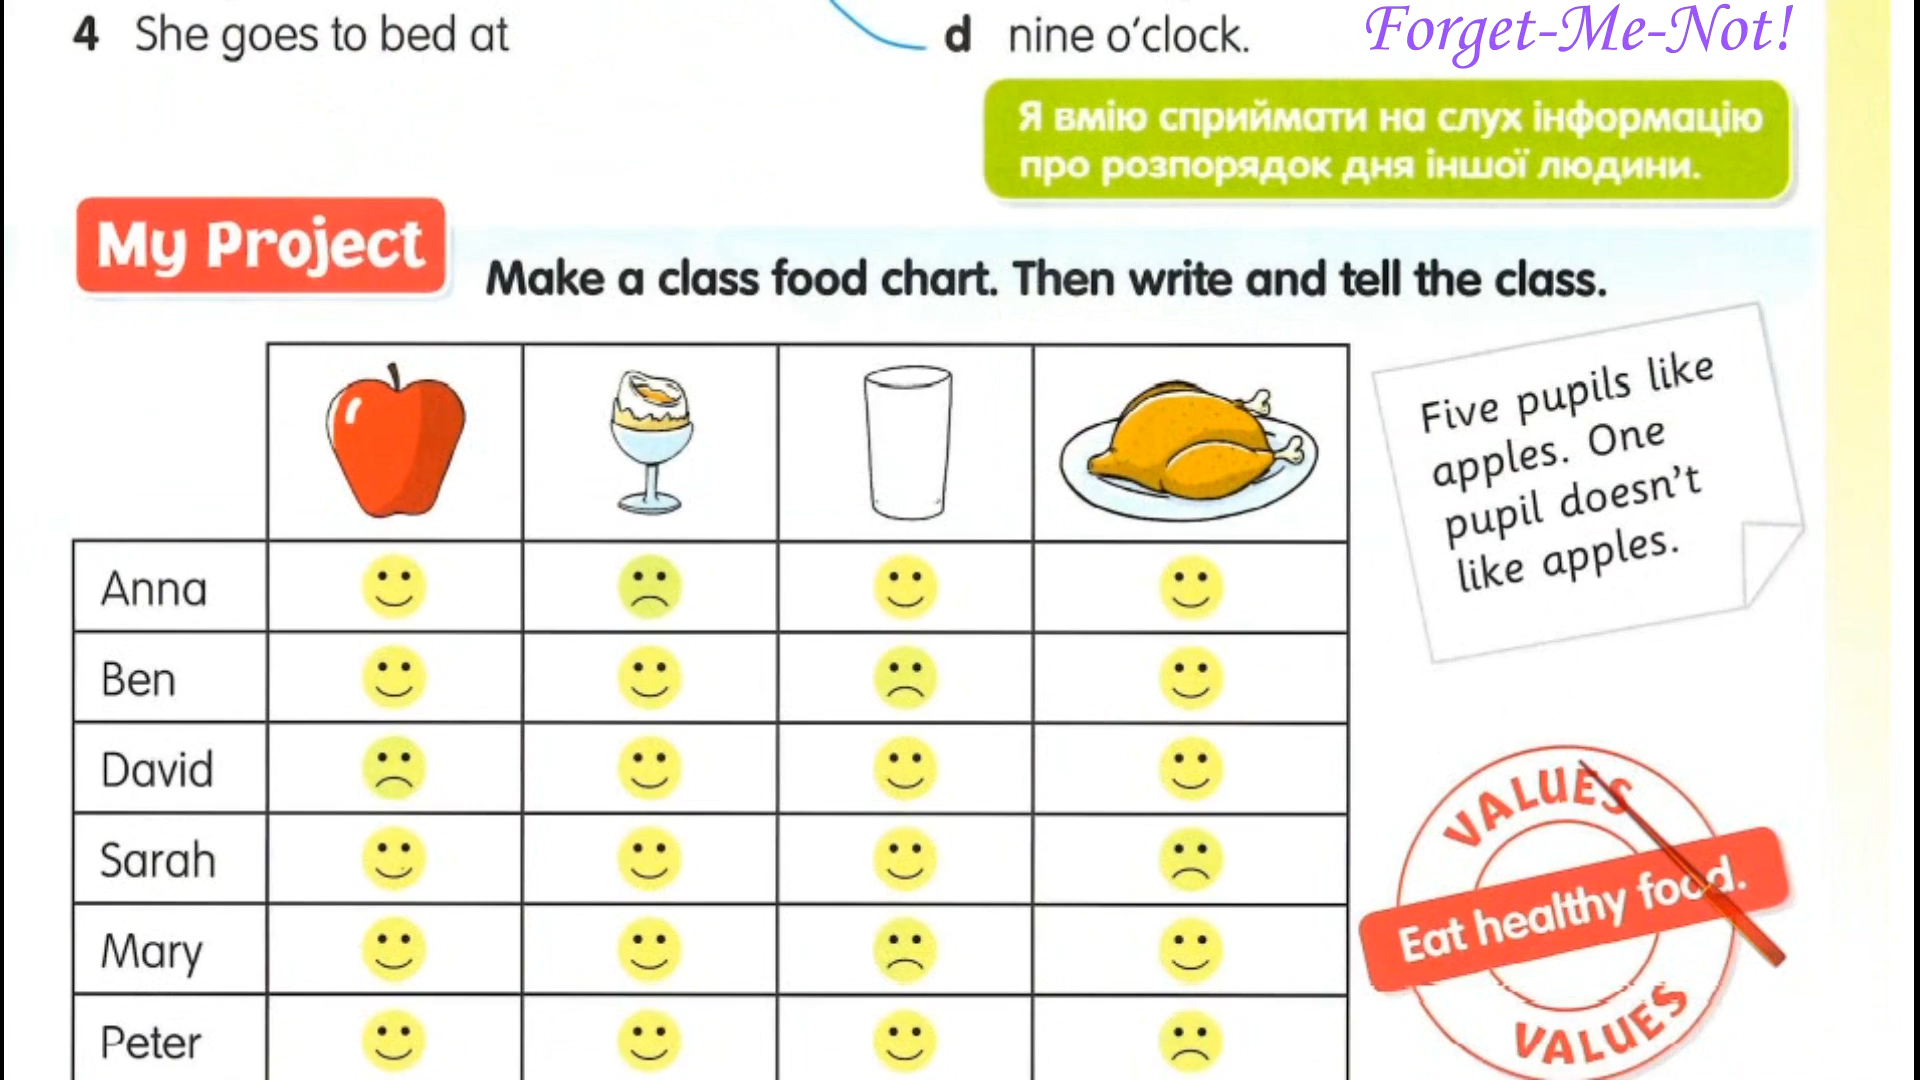 4 She goes to bed at
d nine o'clock.
Forget-Me-Not!
Я вмію сприймати на слух інформацію
про розпорядок дня іншої людини.
My Project
Make a class food chart. Then write and tell the class.
Five pupils like
apples. One
pupil doesn't
like apples.
Anna
Ben
David
Sarah
Mary
Peter
VALUES
Eat healthy food.
VALUES